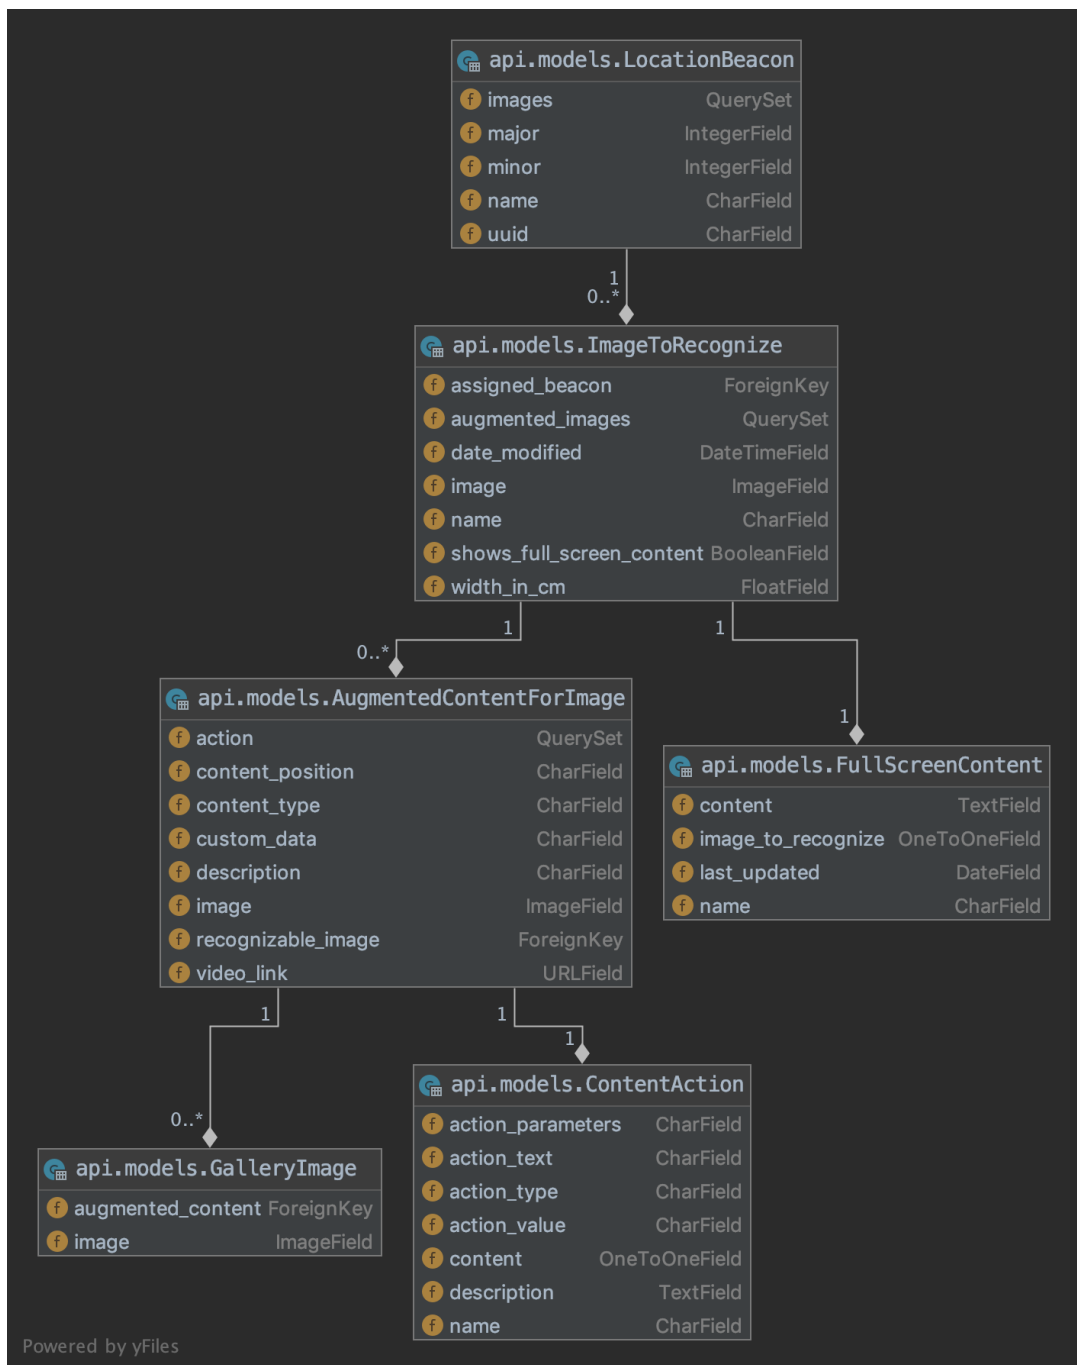 api.models.LocationBeacon
images QuerySet
major IntegerField
minor IntegerField
name CharField
uuid CharField
1
0..*
api.models.ImageToRecognize
assigned_beacon ForeignKey
augmented_images QuerySet
date_modified DateTimeField
image ImageField
name CharField
shows_full_screen_content BooleanField
width_in_cm FloatField
1
0..*
1
1
api.models.AugmentedContentForImage
action QuerySet
content_position CharField
content_type CharField
custom_data CharField
description CharField
image ImageField
recognizable_image ForeignKey
video_link URLField
api.models.FullScreenContent
content TextField
image_to_recognize OneToOneField
last_updated DateField
name CharField
1
0..*
1
1
api.models.GalleryImage
augmented_content ForeignKey
image ImageField
api.models.ContentAction
action_parameters CharField
action_text CharField
action_type CharField
action_value CharField
content OneToOneField
description TextField
name CharField
Powered by yFiles